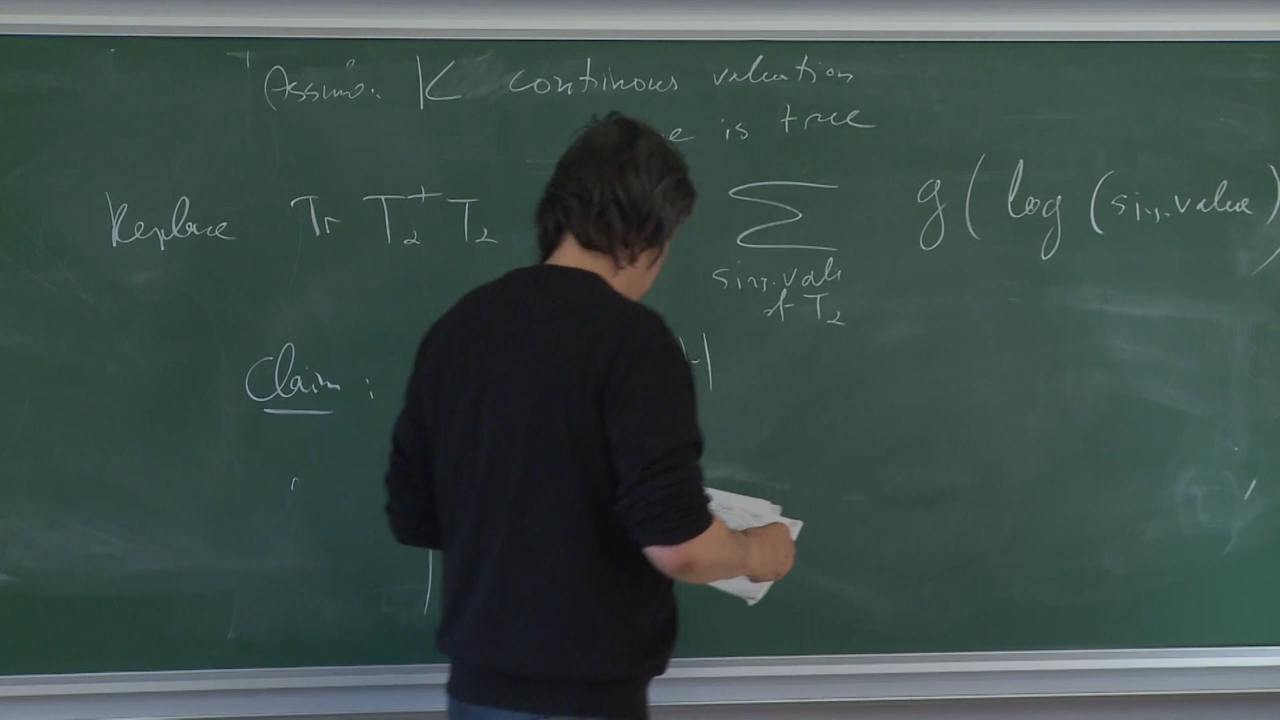 Assume: K continuous valuation
is true
Replace Tr T₂⁺ T₂ ∑ g(log(sing.value)
sing.vals
of T₂
Claim: